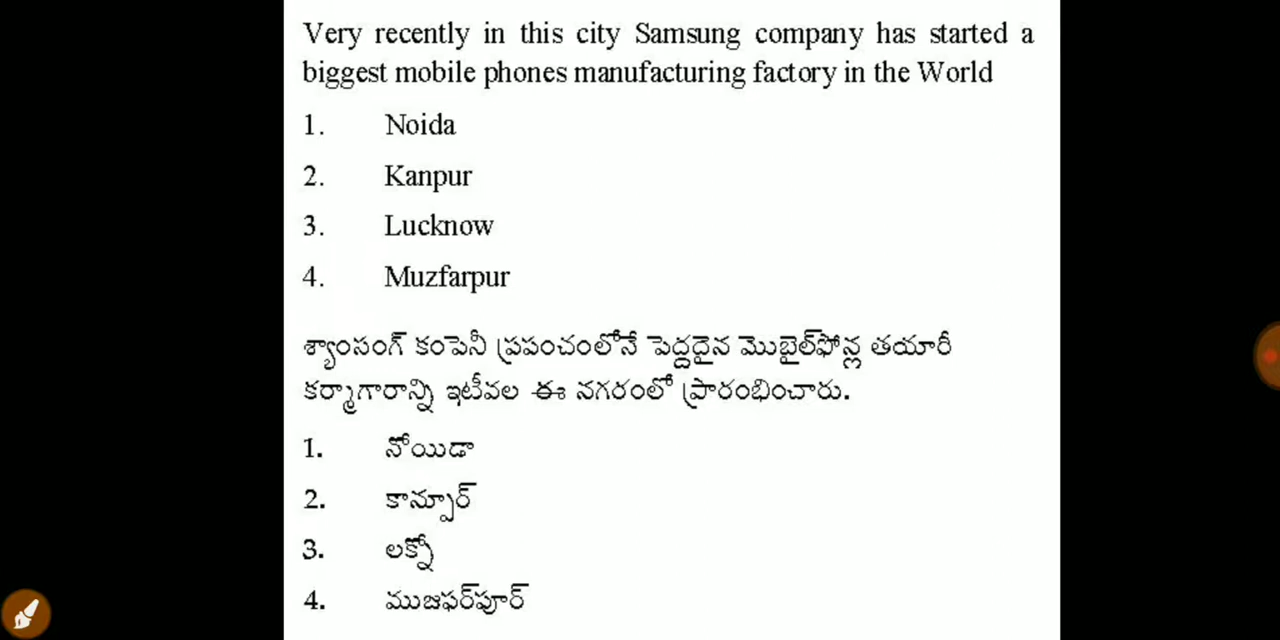 Very recently in this city Samsung company has started a
biggest mobile phones manufacturing factory in the World
1. Noida
2. Kanpur
3. Lucknow
4. Muzfarpur
శ్యాంసంగ్ కంపెనీ ప్రపంచంలోనే పెద్దదైన మొబైల్‌ఫోన్ల తయారీ
కర్మాగారాన్ని ఇటీవల ఈ నగరంలో ప్రారంభించారు.
1. నోయిడా
2. కాన్పూర్
3. లక్నో
4. ముజఫర్‌పూర్